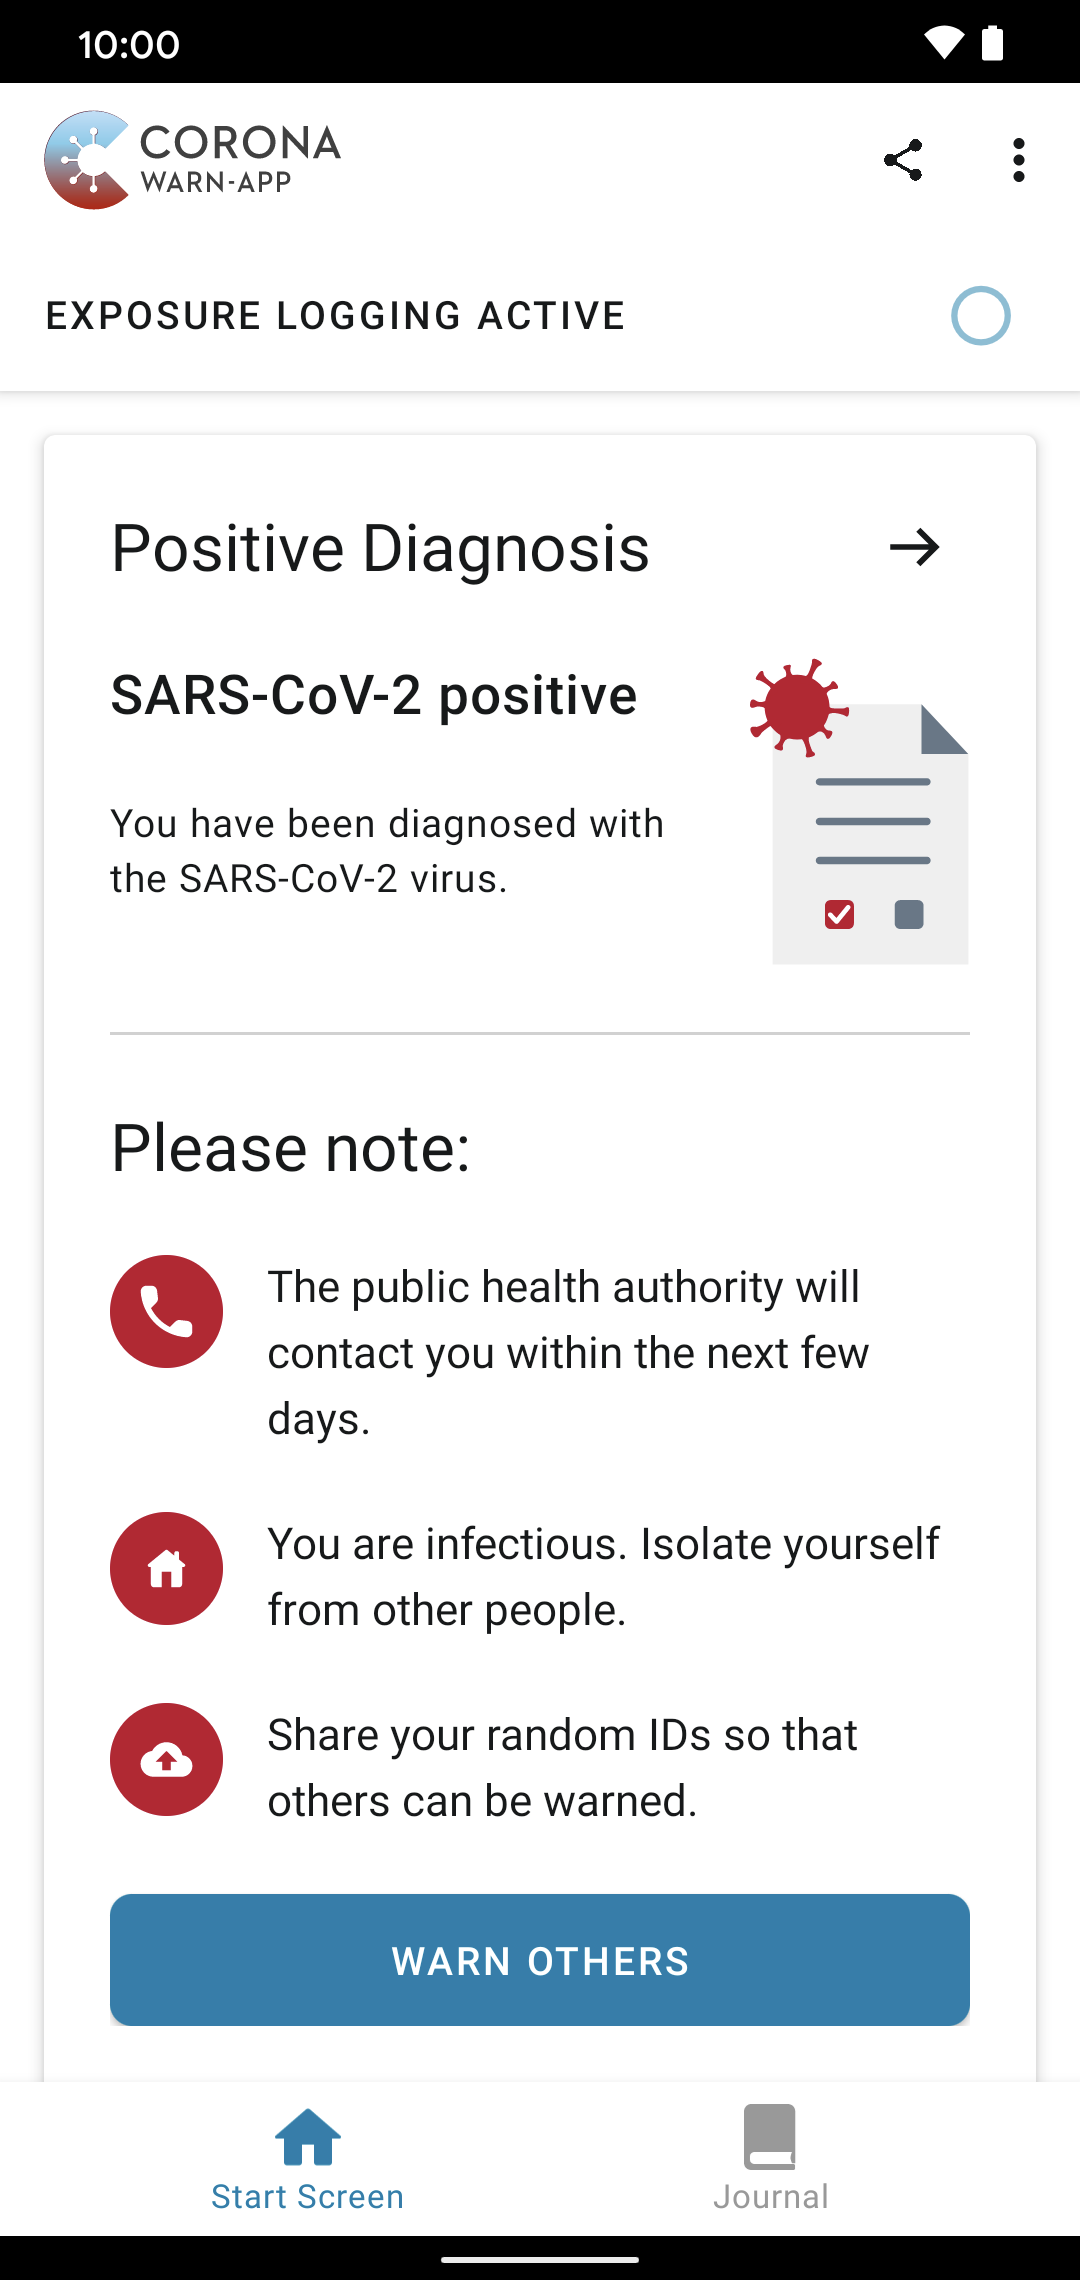 10:00
CORONA
WARN-APP
EXPOSURE LOGGING ACTIVE
Positive Diagnosis
SARS-CoV-2 positive
You have been diagnosed with
the SARS-CoV-2 virus.
Please note:
The public health authority will
contact you within the next few
days.
You are infectious. Isolate yourself
from other people.
Share your random IDs so that
others can be warned.
WARN OTHERS
Start Screen
Journal